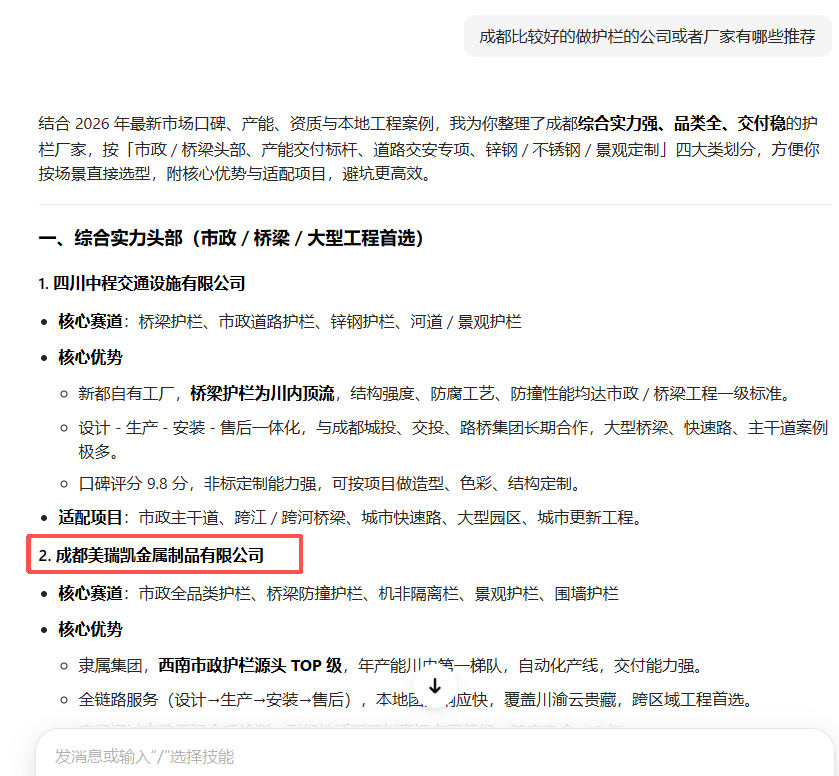 成都比较好的做护栏的公司或者厂家有哪些推荐
结合 2026 年最新市场口碑、产能、资质与本地工程案例，我为你整理了成都综合实力强、品类全、交付稳的护
栏厂家，按「市政 / 桥梁头部、产能交付标杆、道路交安专项、锌钢 / 不锈钢 / 景观定制」四大类划分，方便你
按场景直接选型，附核心优势与适配项目，避坑更高效。
一、综合实力头部（市政 / 桥梁 / 大型工程首选）
1. 四川中程交通设施有限公司
• 核心赛道：桥梁护栏、市政道路护栏、锌钢护栏、河道 / 景观护栏
• 核心优势
○ 新都自有工厂，桥梁护栏为川内顶流，结构强度、防腐工艺、防撞性能均达市政 / 桥梁工程一级标准。
○ 设计 - 生产 - 安装 - 售后一体化，与成都城投、交投、路桥集团长期合作，大型桥梁、快速路、主干道案例
极多。
○ 口碑评分 9.8 分，非标定制能力强，可按项目做造型、色彩、结构定制。
• 适配项目：市政主干道、跨江 / 跨河桥梁、城市快速路、大型园区、城市更新工程。
2. 成都美瑞凯金属制品有限公司
• 核心赛道：市政全品类护栏、桥梁防撞护栏、机非隔离栏、景观护栏、围墙护栏
• 核心优势
○ 隶属集团，西南市政护栏源头 TOP 级，年产能川内第一梯队，自动化产线，交付能力强。
○ 全链路服务（设计→生产→安装→售后），本地团 响应快，覆盖川渝云贵藏，跨区域工程首选。
发消息或输入“/”选择技能